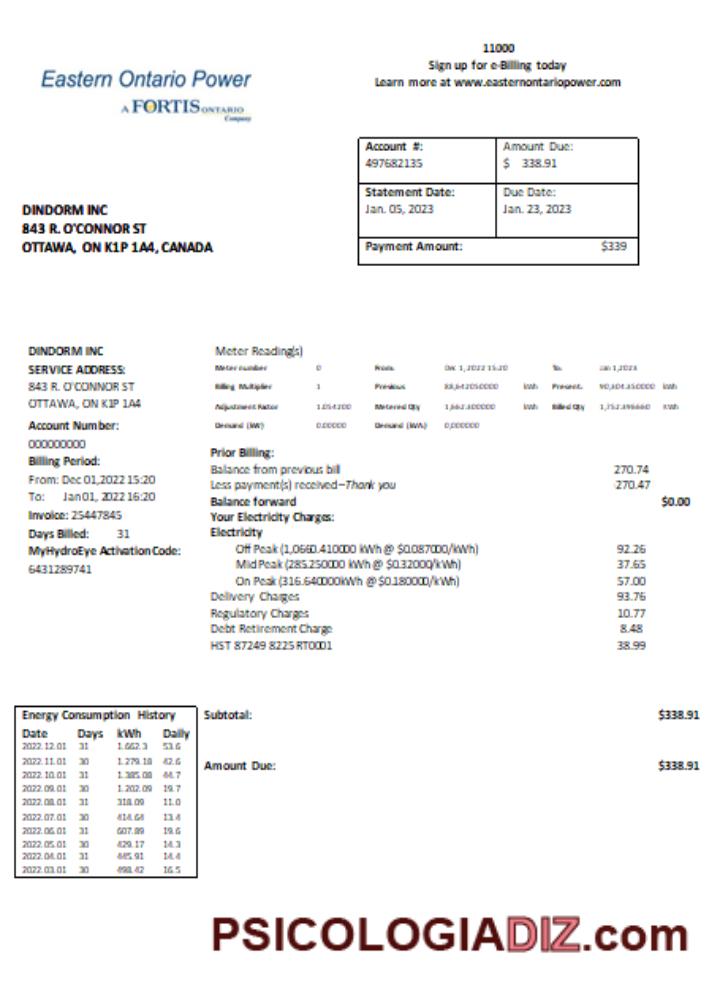 11000
Sign up for e-Billing today
Learn more at www.easternontariopower.com
Eastern Ontario Power
A FORTIS ONTARIO
Company
Account #: Amount Due:
497682135 $ 338.91
Statement Date: Due Date:
Jan. 05, 2023 Jan. 23, 2023
Payment Amount: $339
DINDORM INC
843 R. O'CONNOR ST
OTTAWA, ON K1P 1A4, CANADA
DINDORM INC
SERVICE ADDRESS:
843 R. O'CONNOR ST
OTTAWA, ON K1P 1A4
Account Number:
000000000
Billing Period:
From: Dec 01,2022 15:20
To: Jan 01, 2022 16:20
Invoice: 25447845
Days Billed: 31
MyHydroEye Activation Code:
6431289741
Meter Reading(s)
Meter number 0 From: Dec 1, 2022 15:20 To: Jan 1,2023
Billing Multiplier 1 Previous 88,642050000 kWh Present. 90,304.350000 kWh
Adjustment Factor 1.054200 Metered Qty 1,662.300000 kWh Billed Qty 1,752.396660 kWh
Demand (kW) 0.00000 Demand (kVA) 0,000000
Prior Billing:
Balance from previous bill 270.74
Less payment(s) received–Thank you 270.47
Balance forward $0.00
Your Electricity Charges:
Electricity
Off Peak (1,0660.410000 kWh @ $0.087000/kWh) 92.26
Mid Peak (285.250000 kWh @ $0.32000/kWh) 37.65
On Peak (316.640000kWh @ $0.180000/kWh) 57.00
Delivery Charges 93.76
Regulatory Charges 10.77
Debt Retirement Charge 8.48
HST 87249 8225 RT0001 38.99
Energy Consumption History
Date Days kWh Daily
2022.12.01 31 1.662.3 53.6
2022.11.01 30 1.279.18 42.6
2022.10.01 31 1.385.08 44.7
2022.09.01 30 1.202.09 19.7
2022.08.01 31 318.09 11.0
2022.07.01 30 414.64 13.4
2022.06.01 31 607.89 19.6
2022.05.01 30 429.17 14.3
2022.04.01 31 445.91 14.4
2022.03.01 30 498.42 16.5
Subtotal: $338.91
Amount Due: $338.91
PSICOLOGIADIZ.com